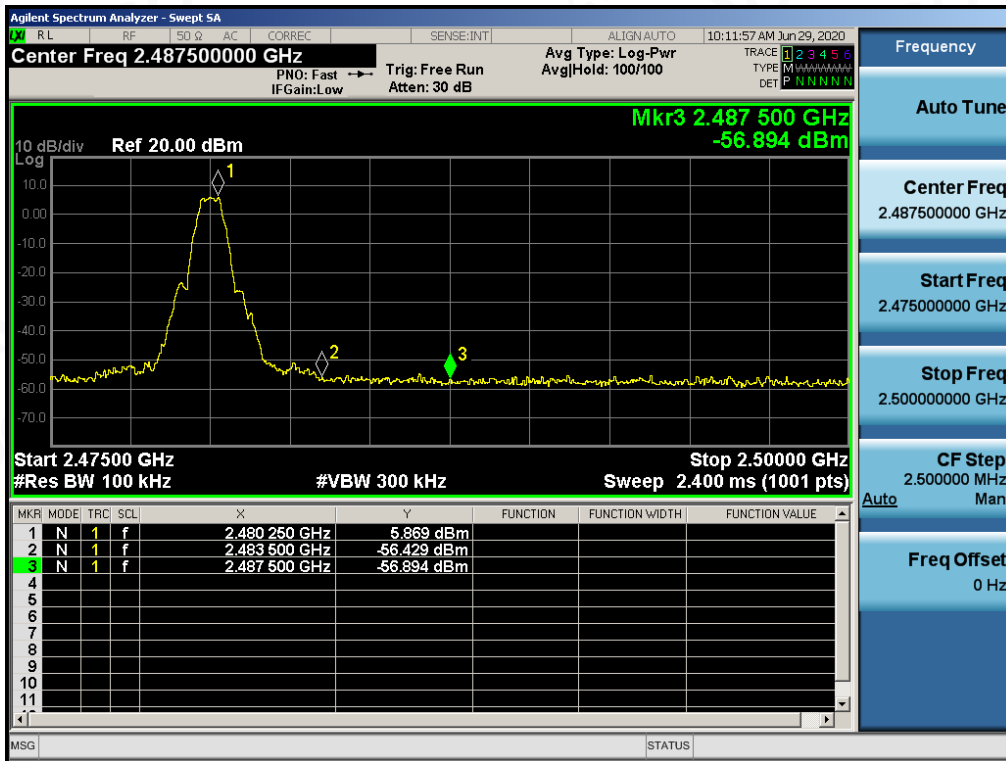 Agilent Spectrum Analyzer - Swept SA
LXI RL RF 50 Ω AC CORREC SENSE:INT ALIGN AUTO 10:11:57 AM Jun 29, 2020
Center Freq 2.487500000 GHz
PNO: Fast
IFGain:Low
Trig: Free Run
Atten: 30 dB
Avg Type: Log-Pwr
Avg|Hold: 100/100
TRACE 1 2 3 4 5 6
TYPE M W W W W W
DET P N N N N N
Mkr3 2.487 500 GHz
-56.894 dBm
10 dB/div Ref 20.00 dBm
Log
10.0
0.00
-10.0
-20.0
-30.0
-40.0
-50.0
-60.0
-70.0
1
2
3
Start 2.47500 GHz Stop 2.50000 GHz
#Res BW 100 kHz #VBW 300 kHz Sweep 2.400 ms (1001 pts)
MKR MODE TRC SCL X Y FUNCTION FUNCTION WIDTH FUNCTION VALUE
1 N 1 f 2.480 250 GHz 5.869 dBm
2 N 1 f 2.483 500 GHz -56.429 dBm
3 N 1 f 2.487 500 GHz -56.894 dBm
4
5
6
7
8
9
10
11
MSG STATUS
Frequency
Auto Tune
Center Freq
2.487500000 GHz
Start Freq
2.475000000 GHz
Stop Freq
2.500000000 GHz
CF Step
2.500000 MHz
Auto Man
Freq Offset
0 Hz